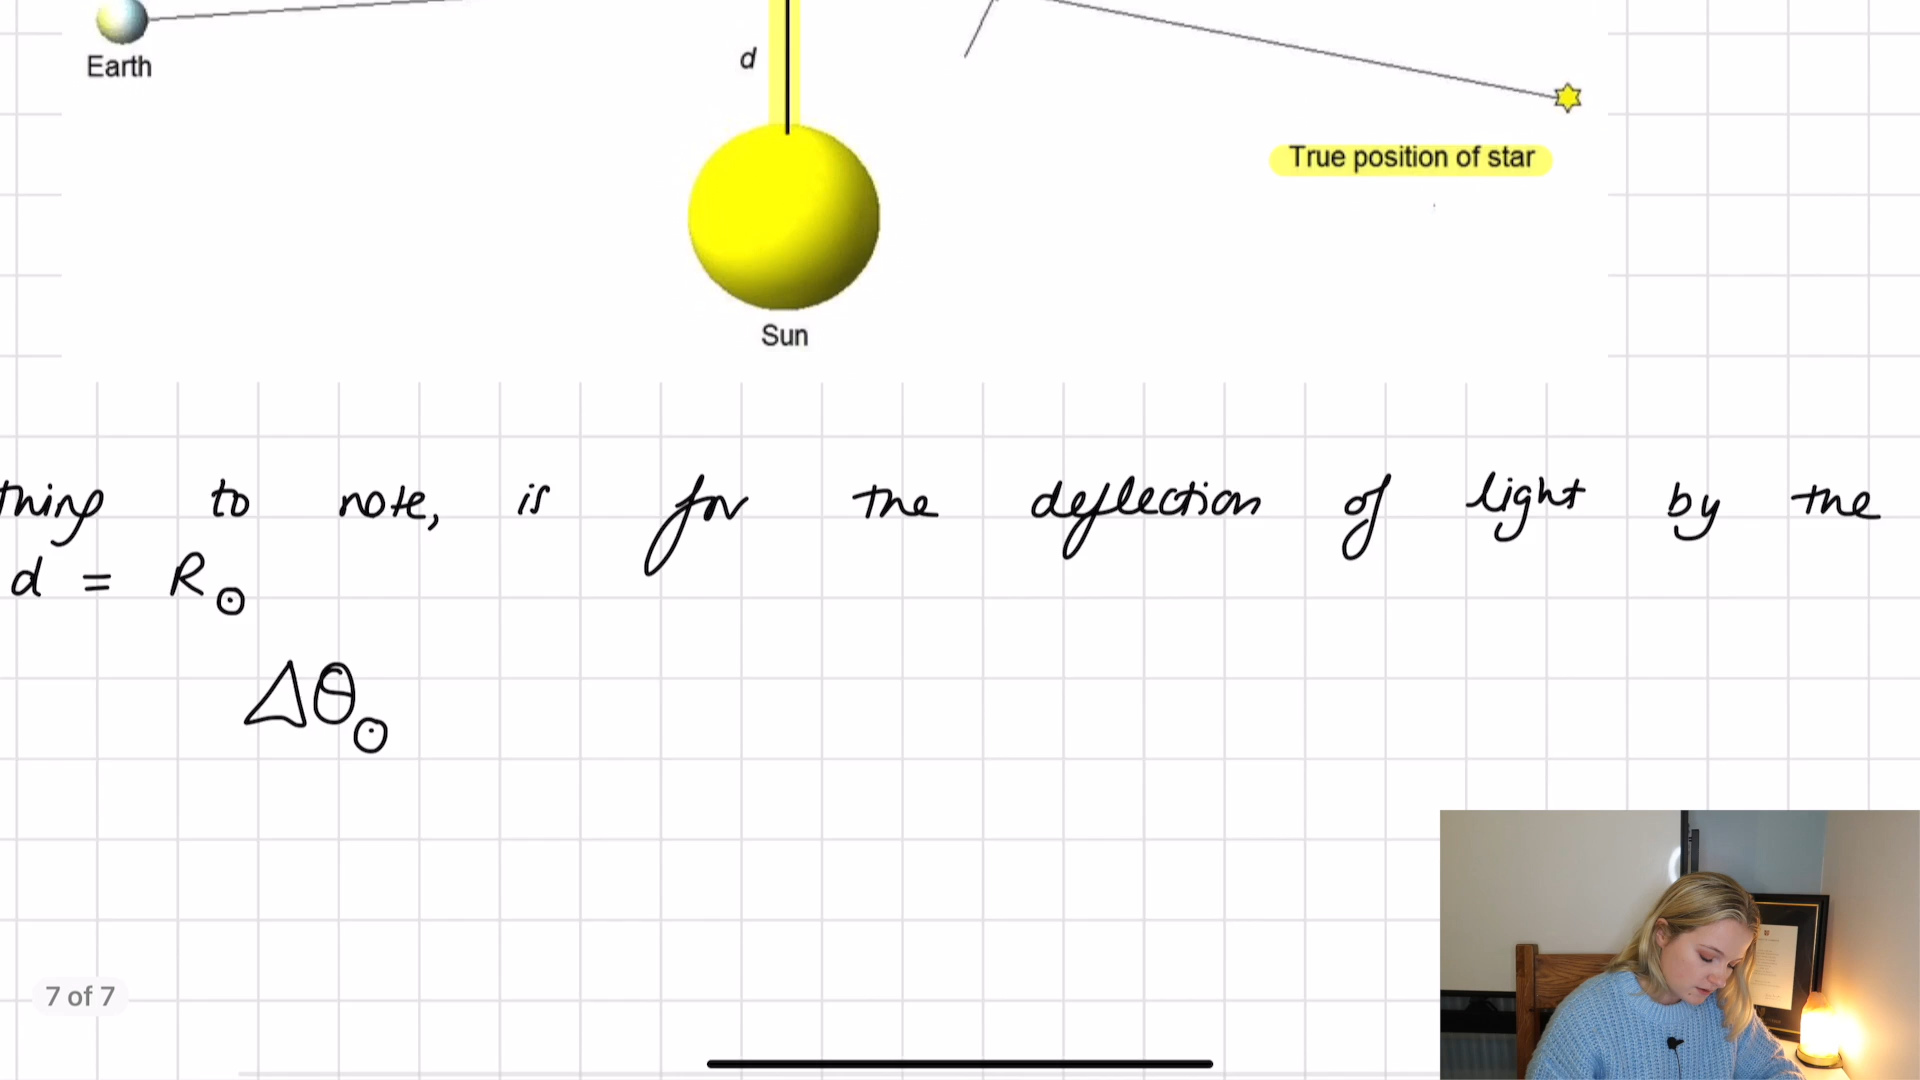 Earth
d
True position of star
Sun
thing to note, is for the deflection of light by the
d = R☉
Δθ☉
7 of 7